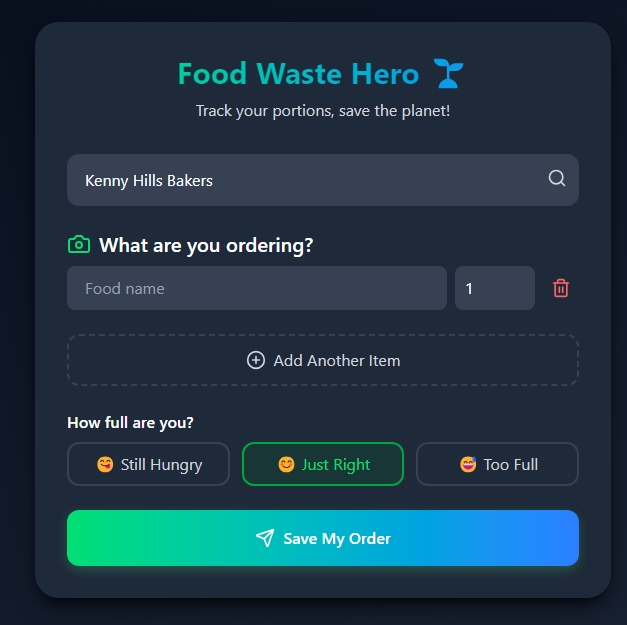 Food Waste Hero
Track your portions, save the planet!
Kenny Hills Bakers
What are you ordering?
Food name 1
Add Another Item
How full are you?
😋 Still Hungry 😊 Just Right 😅 Too Full
Save My Order